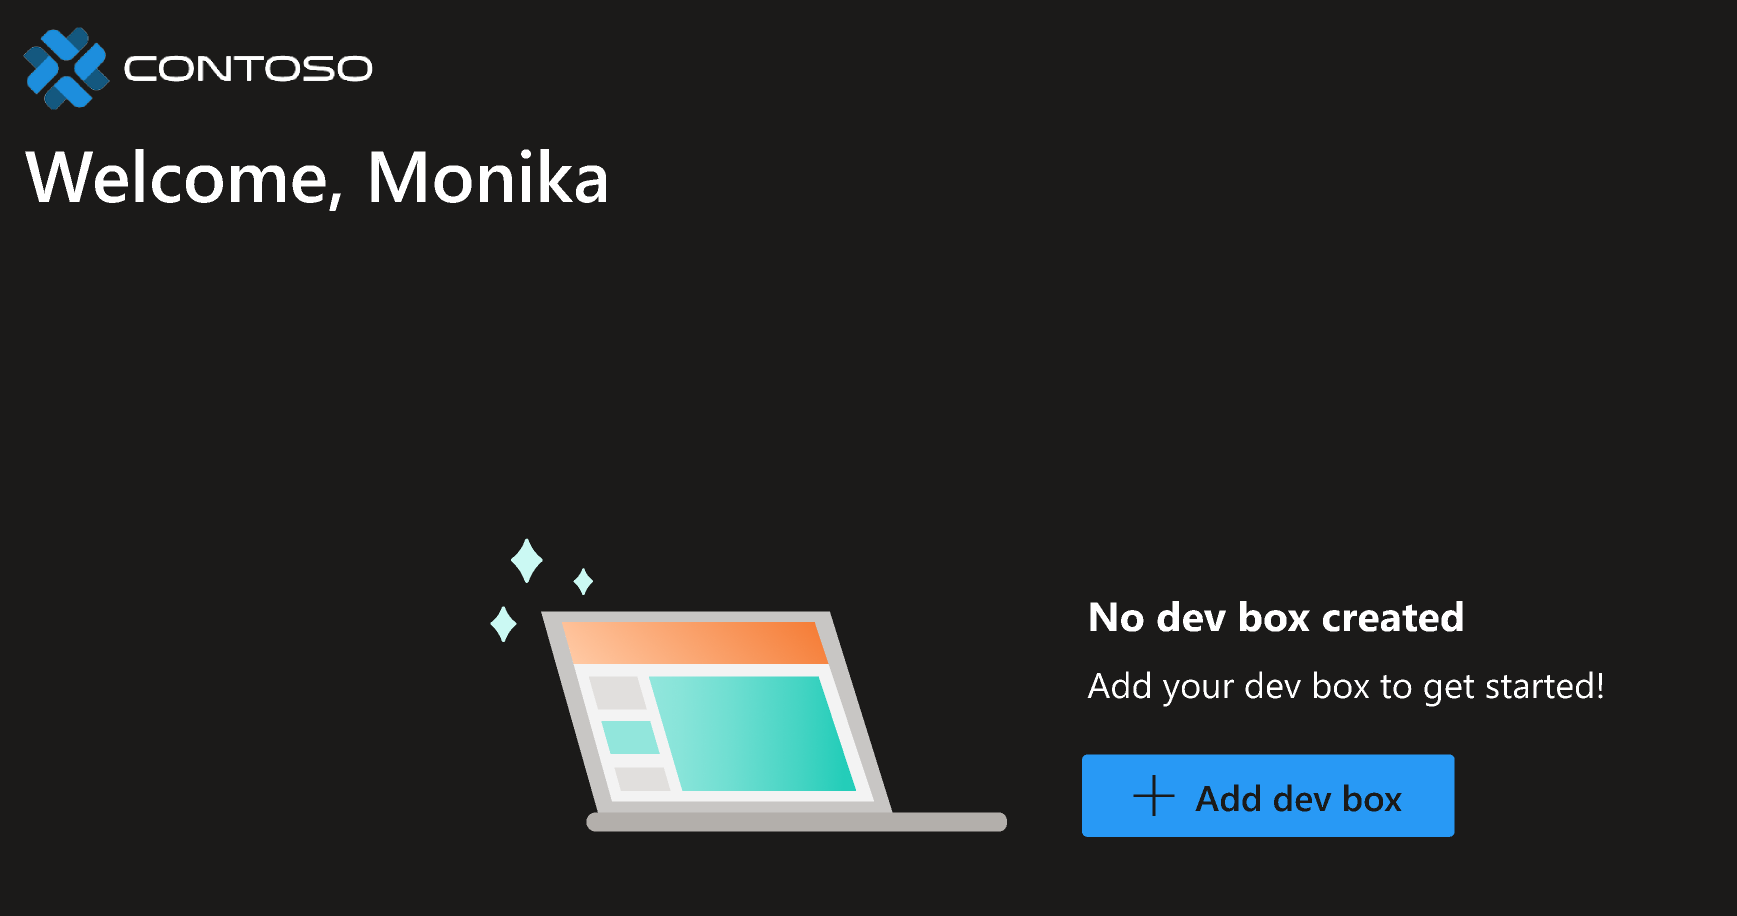 CONTOSO
Welcome, Monika
No dev box created
Add your dev box to get started!
Add dev box